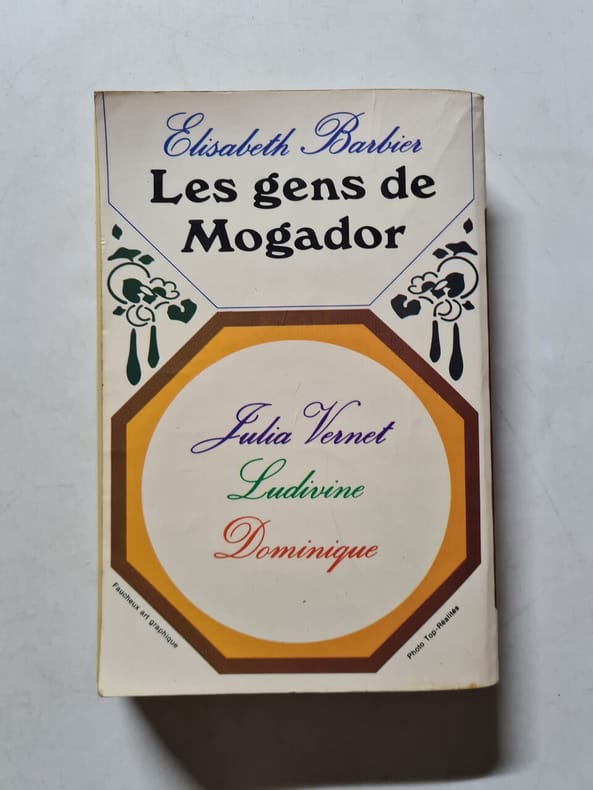 Elisabeth Barbier
Les gens de
Mogador
Julia Vernet
Ludivine
Dominique
Faucheux art graphique
Photo Top-Réalités